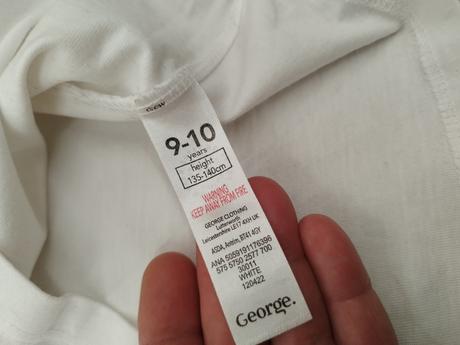 9-10
years
height
135-140cm
WARNING
KEEP AWAY FROM FIRE
GEORGE CLOTHING
Lutterworth
Leicestershire LE17 4XH UK
ASDA, Antrim, BT41 4GY
ANA 5059191176396
575 5750 2577 700
30011
WHITE
120422
George.